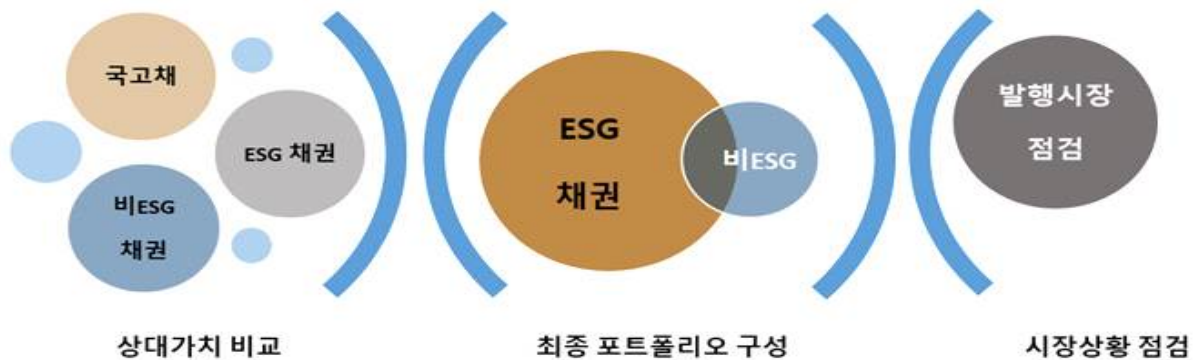 국고채
ESG 채권
비ESG
채권
상대가치 비교
ESG
채권
비ESG
최종 포트폴리오 구성
발행시장
점검
시장상황 점검